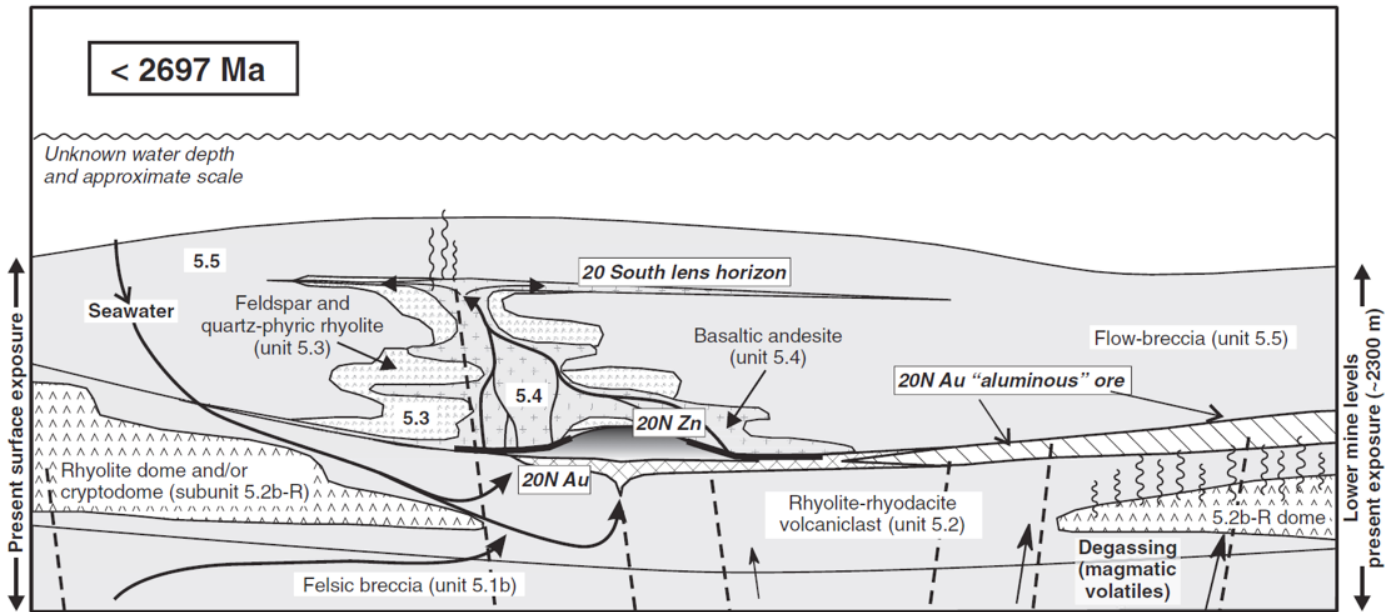 < 2697 Ma
Unknown water depth
and approximate scale
5.5
20 South lens horizon
Seawater
Feldspar and
quartz-phyric rhyolite
(unit 5.3)
Basaltic andesite
(unit 5.4)
Flow-breccia (unit 5.5)
20N Au “aluminous” ore
5.4
5.3
20N Zn
Rhyolite dome and/or
cryptodome (subunit 5.2b-R)
20N Au
Rhyolite-rhyodacite
volcaniclast (unit 5.2)
5.2b-R dome
Degassing
(magmatic
volatiles)
Felsic breccia (unit 5.1b)
Present surface exposure
Lower mine levels
present exposure (~2300 m)